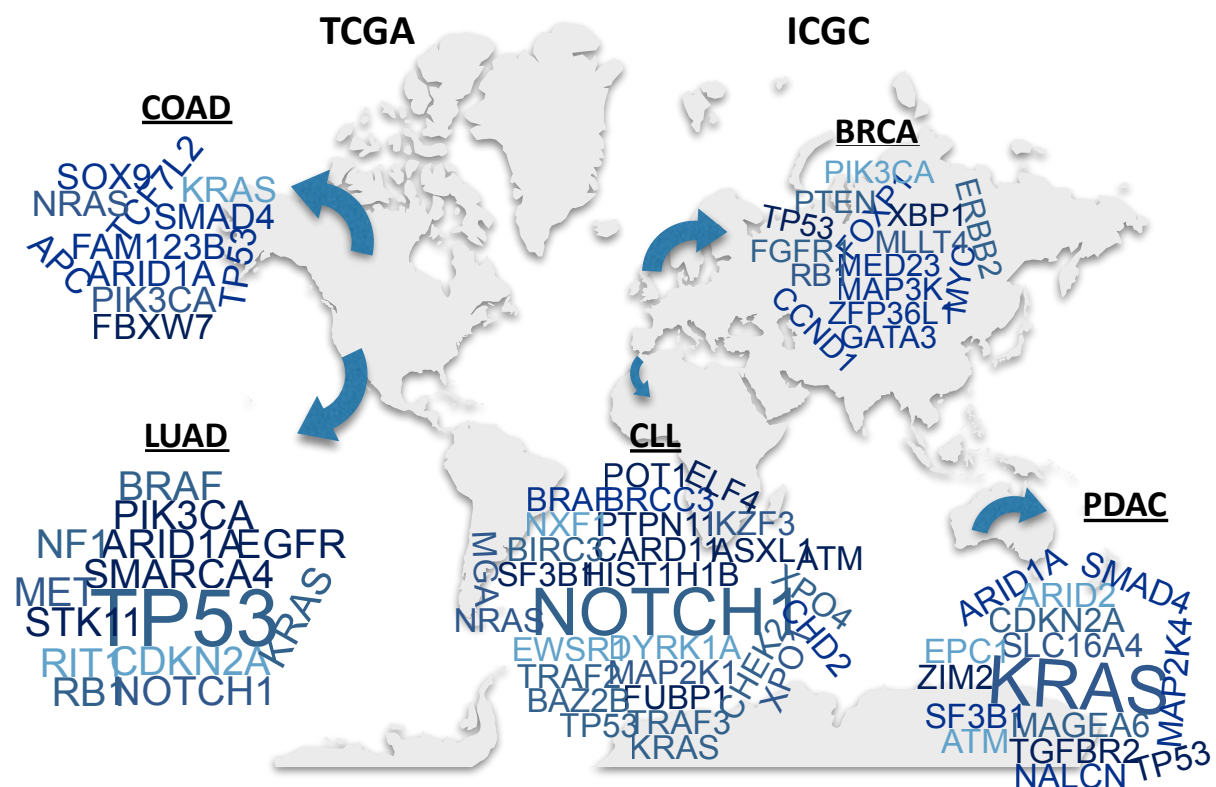 TCGA
ICGC
COAD
SOX9
TCF7L2
NRAS
KRAS
SMAD4
APC
FAM123B
TP53
ARID1A
PIK3CA
FBXW7
LUAD
BRAF
PIK3CA
NF1
ARID1A
EGFR
SMARCA4
MET
KRAS
TP53
STK11
RIT1
CDKN2A
RB1
NOTCH1
BRCA
PIK3CA
PTEN
FOXP1
ERBB2
TP53
XBP1
FGFR1
MLLT4
RB1
MED23
MYC
MAP3K
CCND1
ZFP36L1
GATA3
CLL
POT1
ELF4
BRAF
BRCC3
NXF1
PTPN11
IKZF3
MGA
BIRC3
CARD11
ASXL1
ATM
SF3B1
HIST1H1B
XPO4
NRAS
NOTCH1
CHD2
EWSR1
DYRK1A
CHEK2
XPO1
TRAF2
MAP2K1
BAZ2B
FUBP1
TP53
TRAF3
KRAS
PDAC
ARID1A
SMAD4
ARID2
CDKN2A
EPC1
SLC16A4
MAP2K4
ZIM2
KRAS
SF3B1
MAGEA6
ATM
TGFBR2
TP53
NALCN